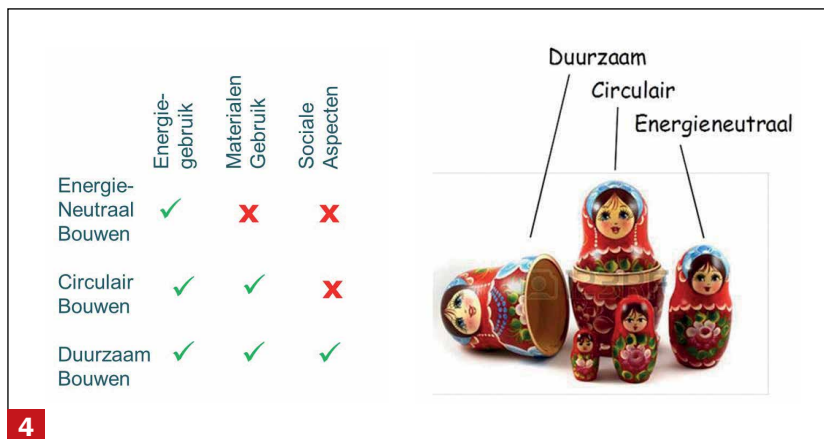 Energie-
gebruik
Materialen
Gebruik
Sociale
Aspecten
Energie-
Neutraal
Bouwen
✓ x x
Circulair
Bouwen
✓ ✓ x
Duurzaam
Bouwen
✓ ✓ ✓
Duurzaam
Circulair
Energieneutraal
4